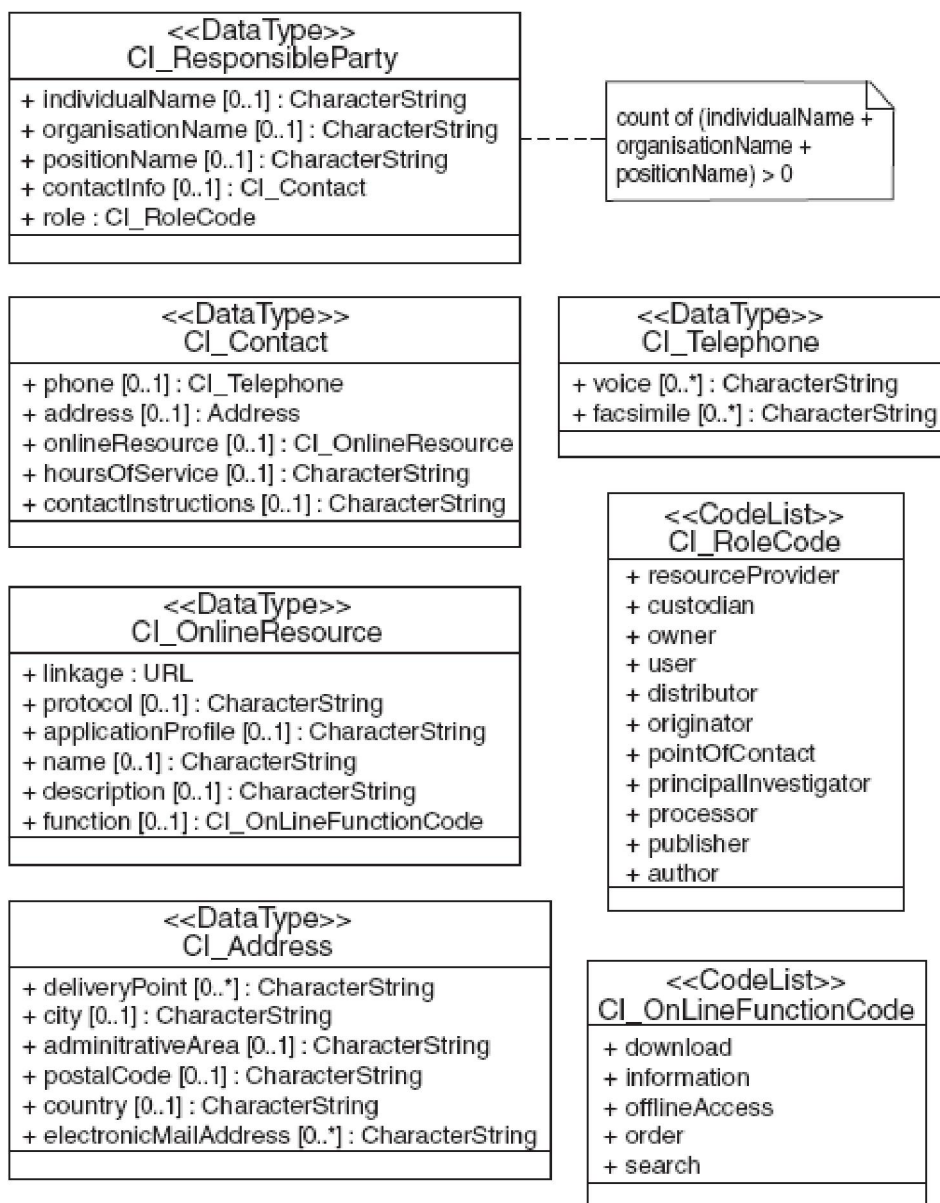 <<DataType>>
CI_ResponsibleParty
+ individualName [0..1] : CharacterString
+ organisationName [0..1] : CharacterString
+ positionName [0..1] : CharacterString
+ contactInfo [0..1] : CI_Contact
+ role : CI_RoleCode
count of (individualName +
organisationName +
positionName) > 0
<<DataType>>
CI_Contact
+ phone [0..1] : CI_Telephone
+ address [0..1] : Address
+ onlineResource [0..1] : CI_OnlineResource
+ hoursOfService [0..1] : CharacterString
+ contactInstructions [0..1] : CharacterString
<<DataType>>
CI_Telephone
+ voice [0..*] : CharacterString
+ facsimile [0..*] : CharacterString
<<DataType>>
CI_OnlineResource
+ linkage : URL
+ protocol [0..1] : CharacterString
+ applicationProfile [0..1] : CharacterString
+ name [0..1] : CharacterString
+ description [0..1] : CharacterString
+ function [0..1] : CI_OnLineFunctionCode
<<CodeList>>
CI_RoleCode
+ resourceProvider
+ custodian
+ owner
+ user
+ distributor
+ originator
+ pointOfContact
+ principalInvestigator
+ processor
+ publisher
+ author
<<DataType>>
CI_Address
+ deliveryPoint [0..*] : CharacterString
+ city [0..1] : CharacterString
+ adminitrativeArea [0..1] : CharacterString
+ postalCode [0..1] : CharacterString
+ country [0..1] : CharacterString
+ electronicMailAddress [0..*] : CharacterString
<<CodeList>>
CI_OnLineFunctionCode
+ download
+ information
+ offlineAccess
+ order
+ search